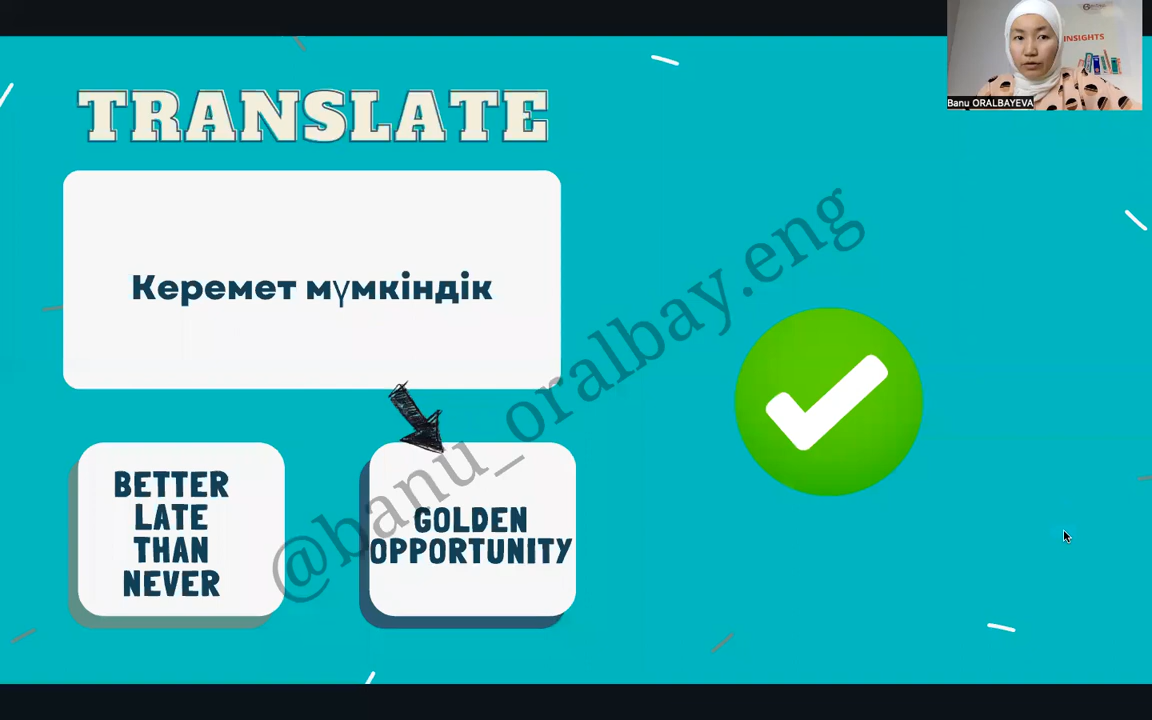 INSIGHTS
Banu ORALBAYEVA
TRANSLATE
Керемет мүмкіндік
BETTER
LATE
THAN
NEVER
GOLDEN
OPPORTUNITY
@banu_oralbay.eng